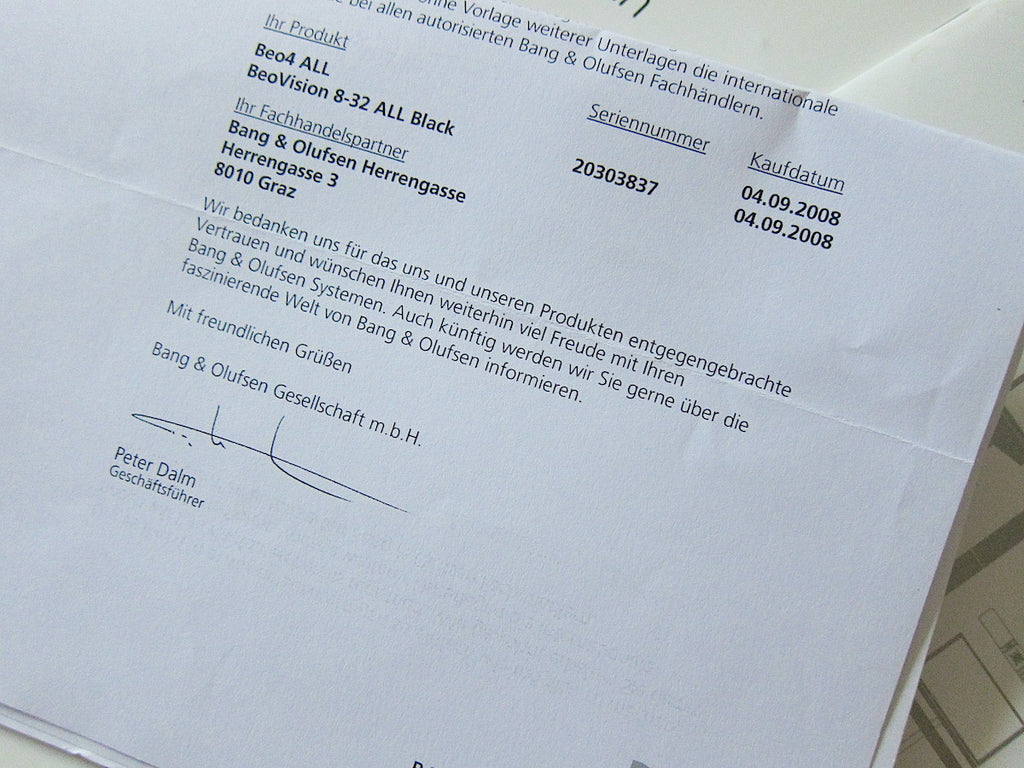 ohne Vorlage weiterer Unterlagen die internationale
bei allen autorisierten Bang & Olufsen Fachhändlern.
Ihr Produkt Seriennummer Kaufdatum
Beo4 ALL 04.09.2008
BeoVision 8-32 ALL Black 20303837 04.09.2008
Ihr Fachhandelspartner
Bang & Olufsen Herrengasse
Herrengasse 3
8010 Graz
Wir bedanken uns für das uns und unseren Produkten entgegengebrachte
Vertrauen und wünschen Ihnen weiterhin viel Freude mit Ihren
Bang & Olufsen Systemen. Auch künftig werden wir Sie gerne über die
faszinierende Welt von Bang & Olufsen informieren.
Mit freundlichen Grüßen
Bang & Olufsen Gesellschaft m.b.H.
Peter Dalm
Geschäftsführer